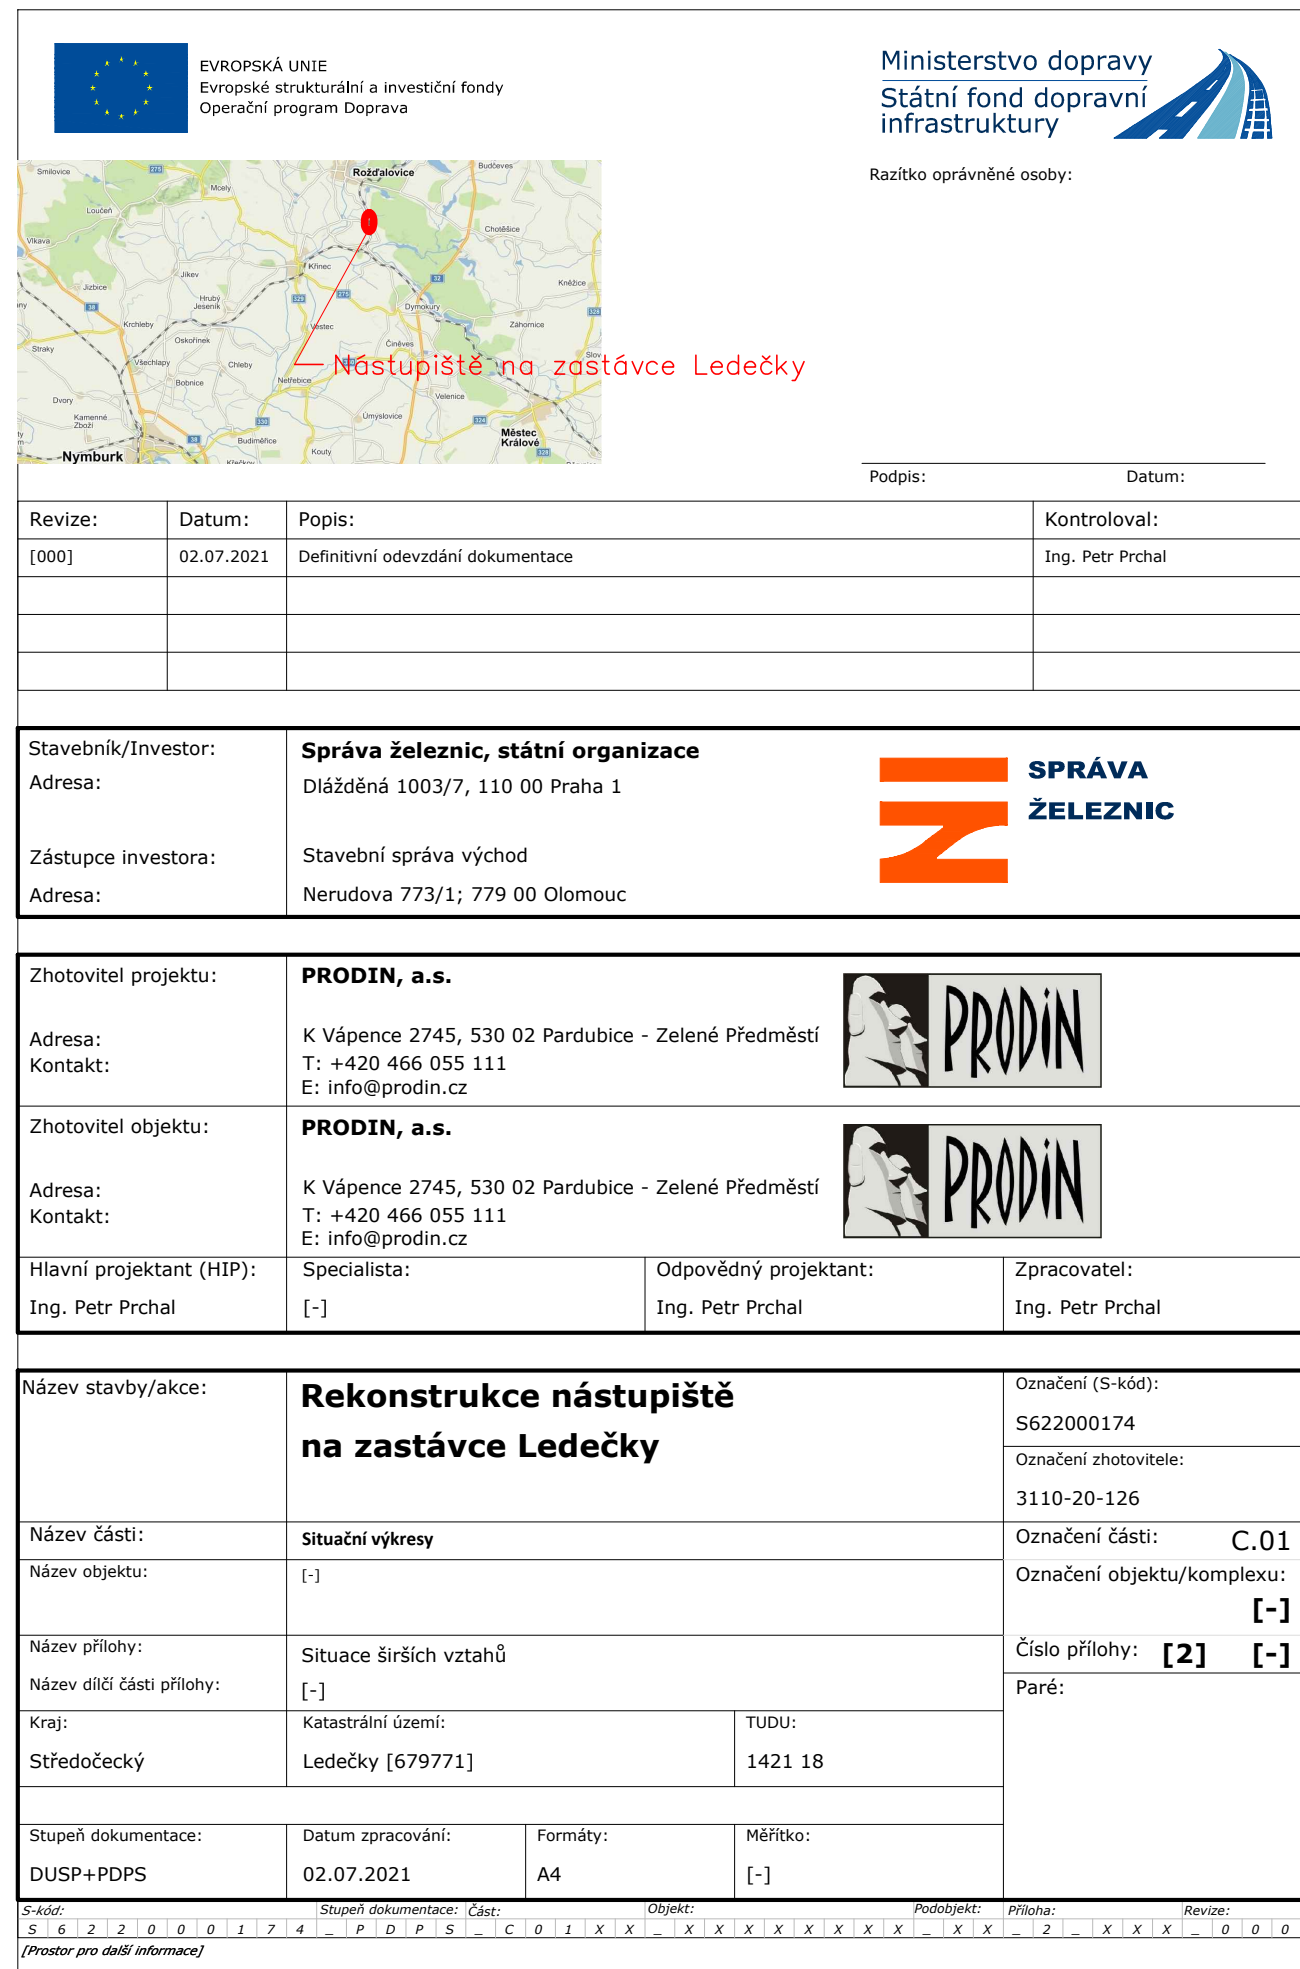 EVROPSKÁ UNIE
Evropské strukturální a investiční fondy
Operační program Doprava
Ministerstvo dopravy
Státní fond dopravní
infrastruktury
Razítko oprávněné osoby:
Smilovice
275
Mcely
Rožďalovice
Budčeves
Loučeň
Vlkava
Chotěšice
Jíkev
Křinec
32
Kněžice
Jizbice
Hrubý
Jeseník
329
275
328
38
Dymokury
Krchleby
Vestec
Záhornice
Oskořínek
Straky
Činěves
Všechlapy
Chleby
Nástupiště na zastávce Ledečky
Bobnice
Netřebice
Velenice
Dvory
Kamenné
Zboží
330
Úmyslovice
324
38
Budiměřice
Městec
Králové
Nymburk
Kouty
328
Podpis:
Datum:
Revize:
Datum:
Popis:
Kontroloval:
[000]
02.07.2021
Definitivní odevzdání dokumentace
Ing. Petr Prchal
Stavebník/Investor:
Správa železnic, státní organizace
Adresa:
Dlážděná 1003/7, 110 00 Praha 1
SPRÁVA
ŽELEZNIC
Zástupce investora:
Stavební správa východ
Adresa:
Nerudova 773/1; 779 00 Olomouc
Zhotovitel projektu:
PRODIN, a.s.
Adresa:
K Vápence 2745, 530 02 Pardubice - Zelené Předměstí
Kontakt:
T: +420 466 055 111
E: info@prodin.cz
PRODIN
Zhotovitel objektu:
PRODIN, a.s.
Adresa:
K Vápence 2745, 530 02 Pardubice - Zelené Předměstí
Kontakt:
T: +420 466 055 111
E: info@prodin.cz
PRODIN
Hlavní projektant (HIP):
Specialista:
Odpovědný projektant:
Zpracovatel:
Ing. Petr Prchal
[-]
Ing. Petr Prchal
Ing. Petr Prchal
Název stavby/akce:
Rekonstrukce nástupiště
na zastávce Ledečky
Označení (S-kód):
S622000174
Označení zhotovitele:
3110-20-126
Název části:
Situační výkresy
Označení části:
C.01
Název objektu:
[-]
Označení objektu/komplexu:
[-]
Název přílohy:
Situace širších vztahů
Číslo přílohy:
[2]
[-]
Název dílčí části přílohy:
[-]
Paré:
Kraj:
Katastrální území:
TUDU:
Středočecký
Ledečky [679771]
1421 18
Stupeň dokumentace:
Datum zpracování:
Formáty:
Měřítko:
DUSP+PDPS
02.07.2021
A4
[-]
S-kód:
Stupeň dokumentace:
Část:
Objekt:
Podobjekt:
Příloha:
Revize:
S 6 2 2 0 0 0 1 7 4 _ P D P S _ C 0 1 X X _ X X X X X X X X _ X X _ 2 _ X X X _ 0 0 0
[Prostor pro další informace]